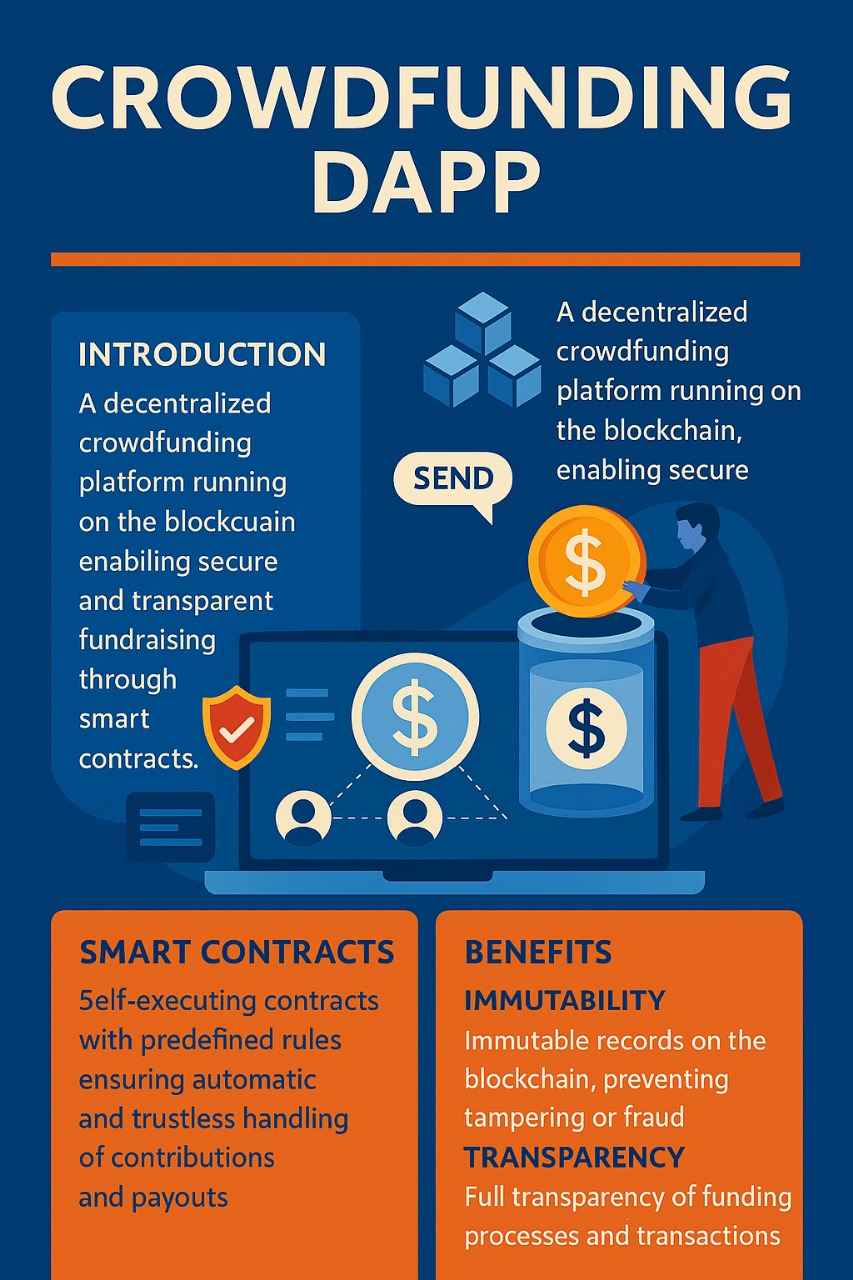 CROWDFUNDING
DAPP
INTRODUCTION
A decentralized
crowdfunding
platform running
on the blockcuain
enabiling secure
and transparent
fundraising
through
smart
contracts.
A decentralized
crowdfunding
platform running on
the blockchain,
enabling secure
SEND
$
$
$
SMART CONTRACTS
5elf-executing contracts
with predefined rules
ensuring automatic
and trustless handling
of contributions
and payouts
BENEFITS
IMMUTABILITY
Immutable records on the
blockchain, preventing
tampering or fraud
TRANSPARENCY
Full transparency of funding
processes and transactions